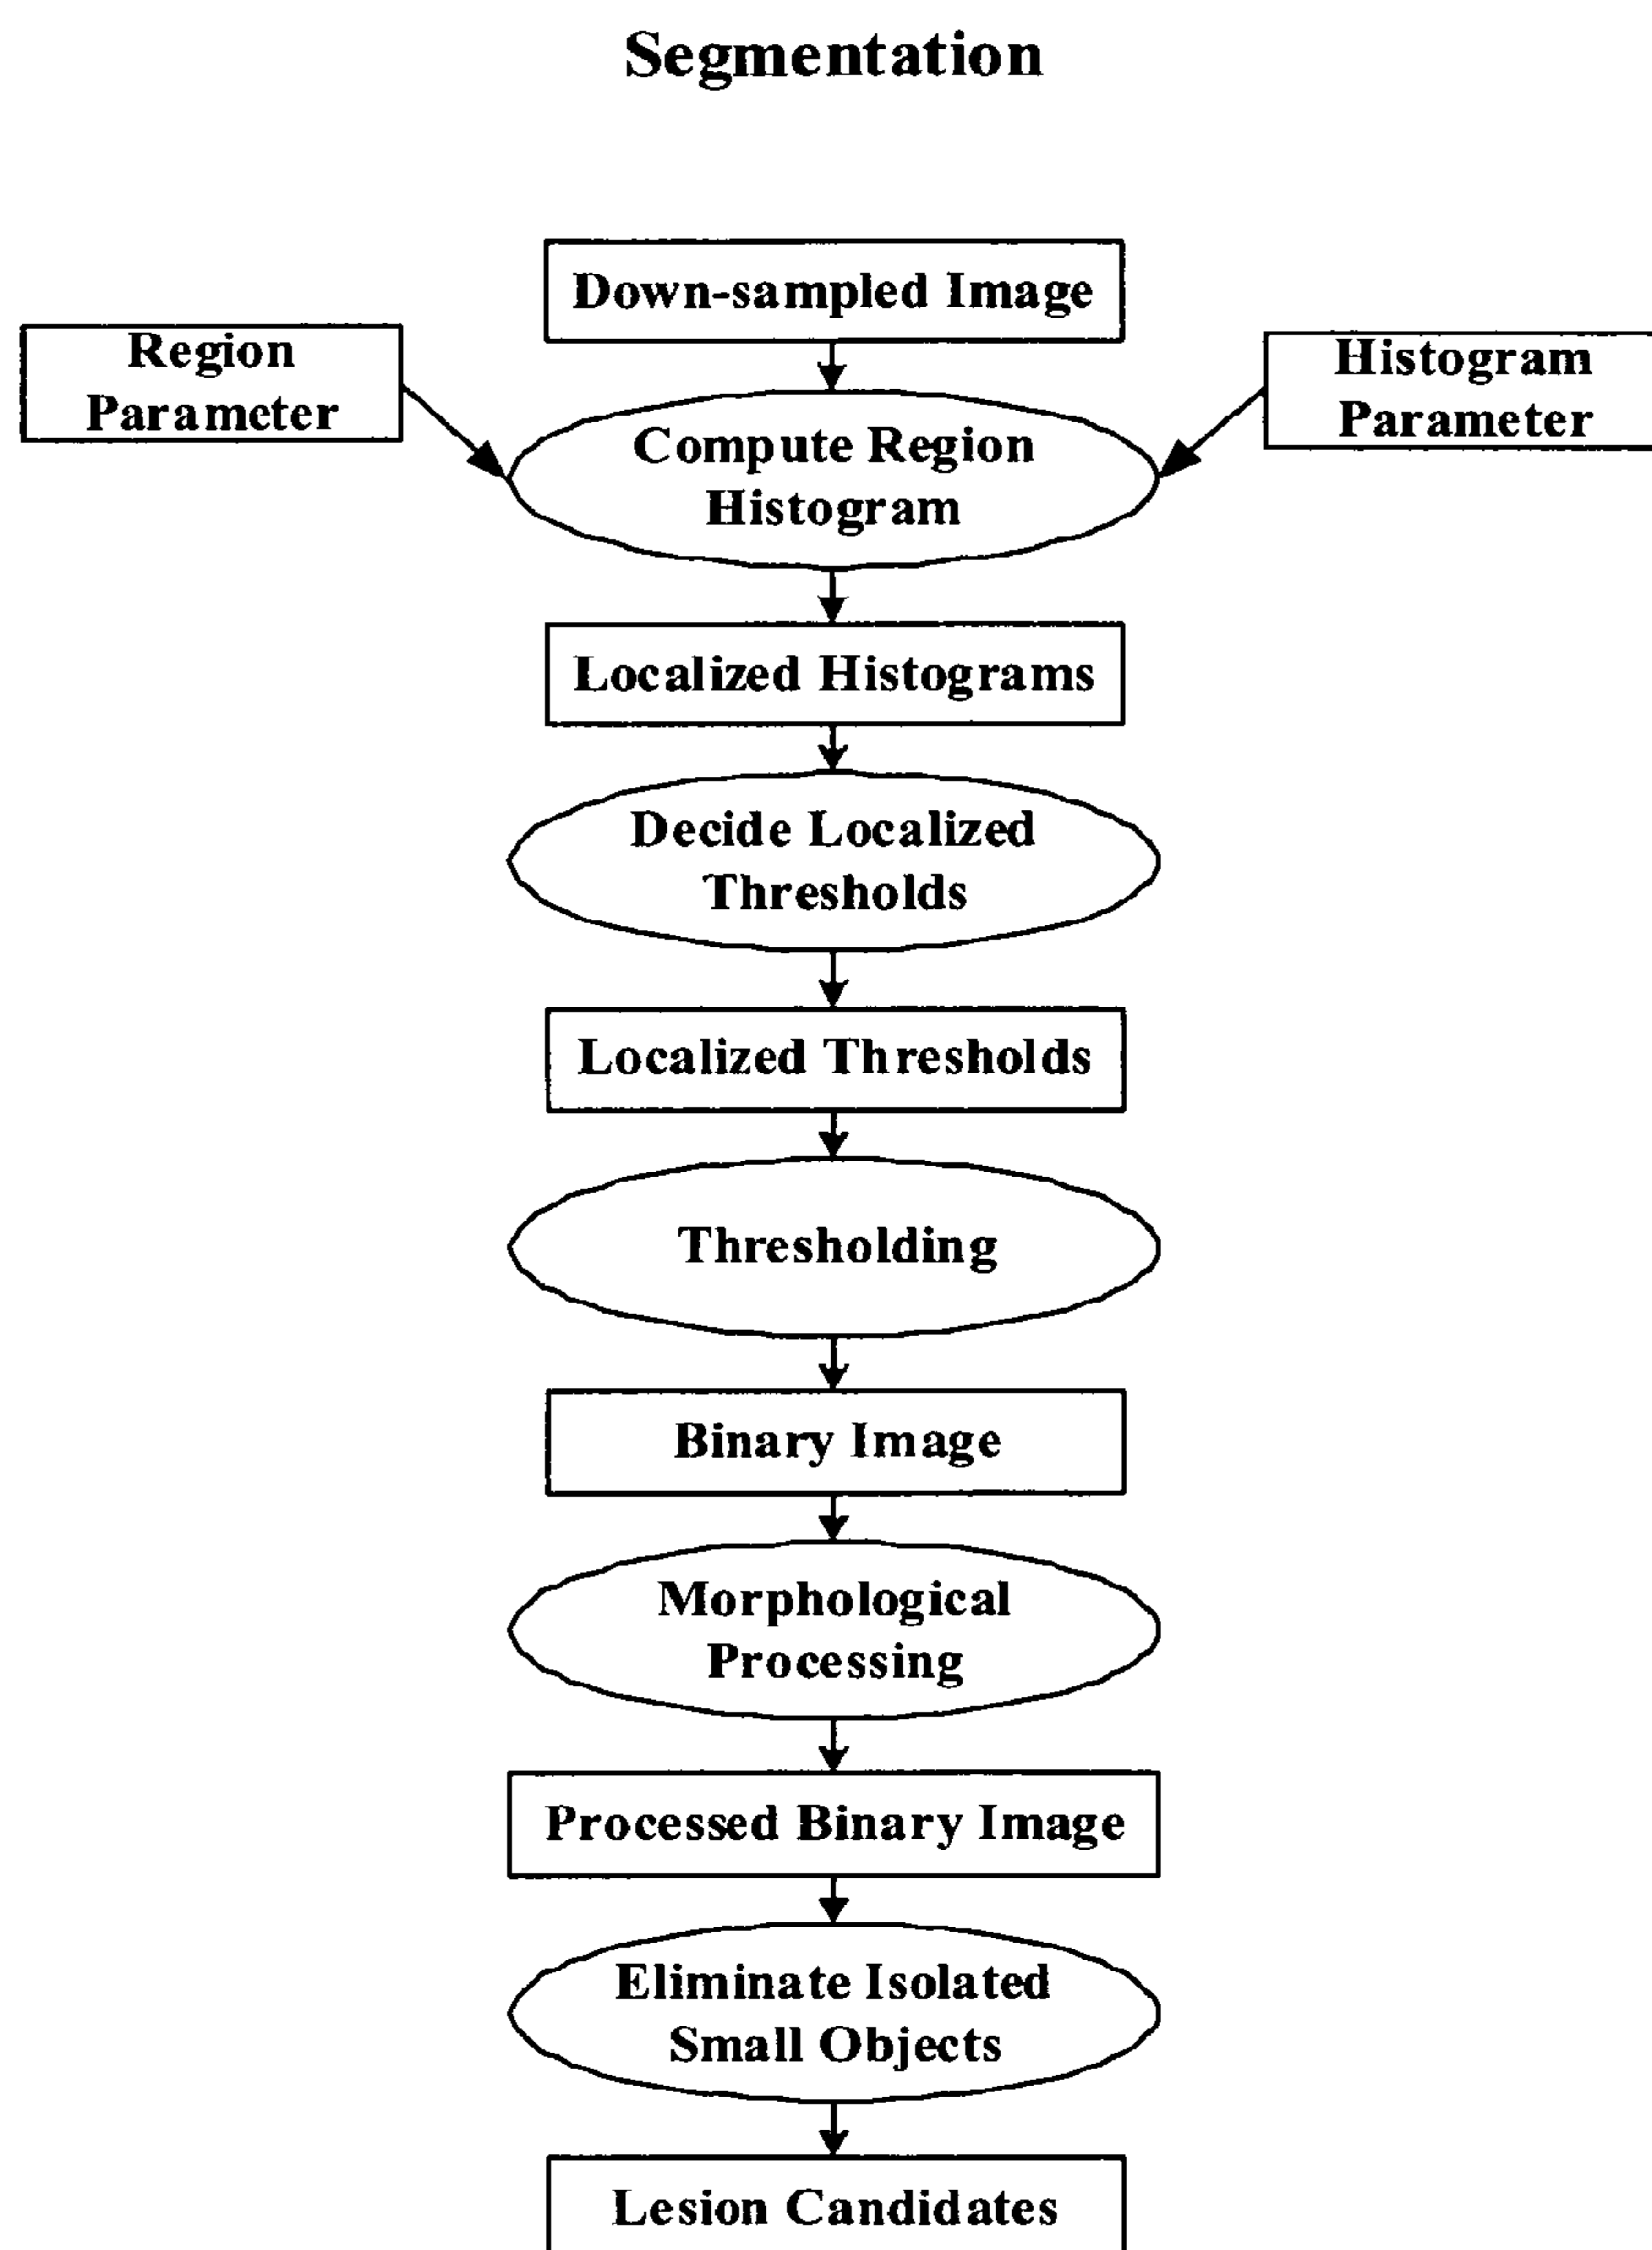 Segmentation
Down-sampled Image
Region
Parameter
Histogram
Parameter
Compute Region
Histogram
Localized Histograms
Decide Localized
Thresholds
Localized Thresholds
Thresholding
Binary Image
Morphological
Processing
Processed Binary Image
Eliminate Isolated
Small Objects
Lesion Candidates